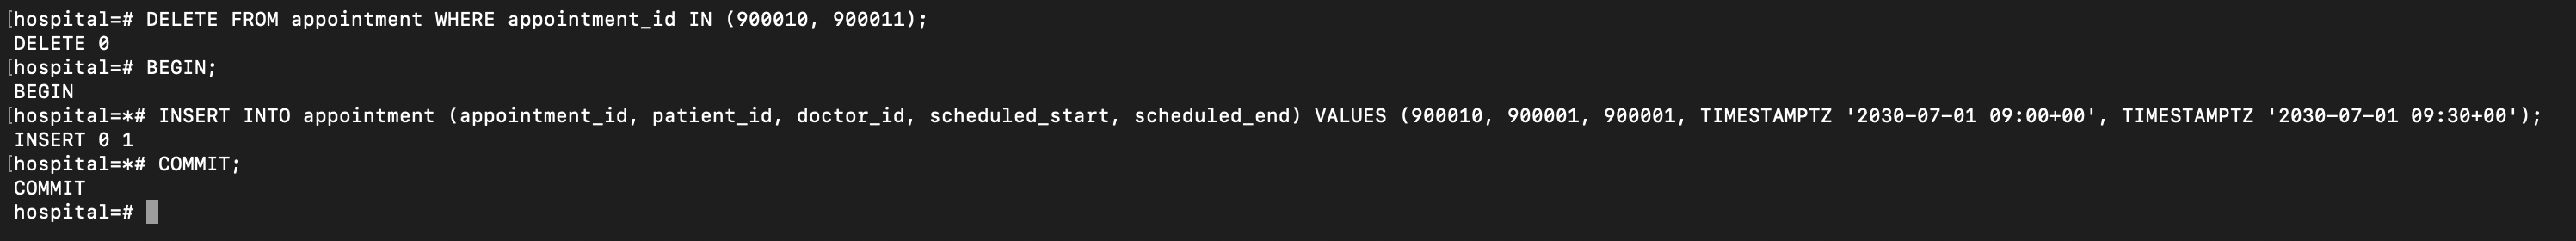 [hospital=# DELETE FROM appointment WHERE appointment_id IN (900010, 900011);
DELETE 0
[hospital=# BEGIN;
BEGIN
[hospital=*# INSERT INTO appointment (appointment_id, patient_id, doctor_id, scheduled_start, scheduled_end) VALUES (900010, 900001, 900001, TIMESTAMPTZ '2030-07-01 09:00+00', TIMESTAMPTZ '2030-07-01 09:30+00');
INSERT 0 1
[hospital=*# COMMIT;
COMMIT
hospital=#